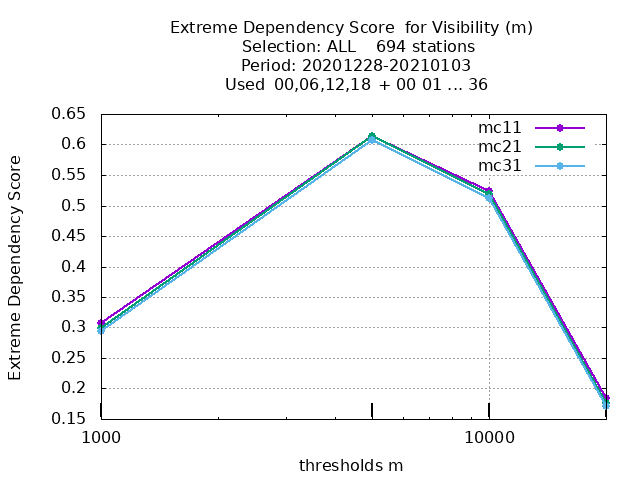 Extreme Dependency Score for Visibility (m)
Selection: ALL 694 stations
Period: 20201228-20210103
Used 00,06,12,18 + 00 01 ... 36
mc11
mc21
mc31
Extreme Dependency Score
0.65
0.6
0.55
0.5
0.45
0.4
0.35
0.3
0.25
0.2
0.15
1000
10000
thresholds m